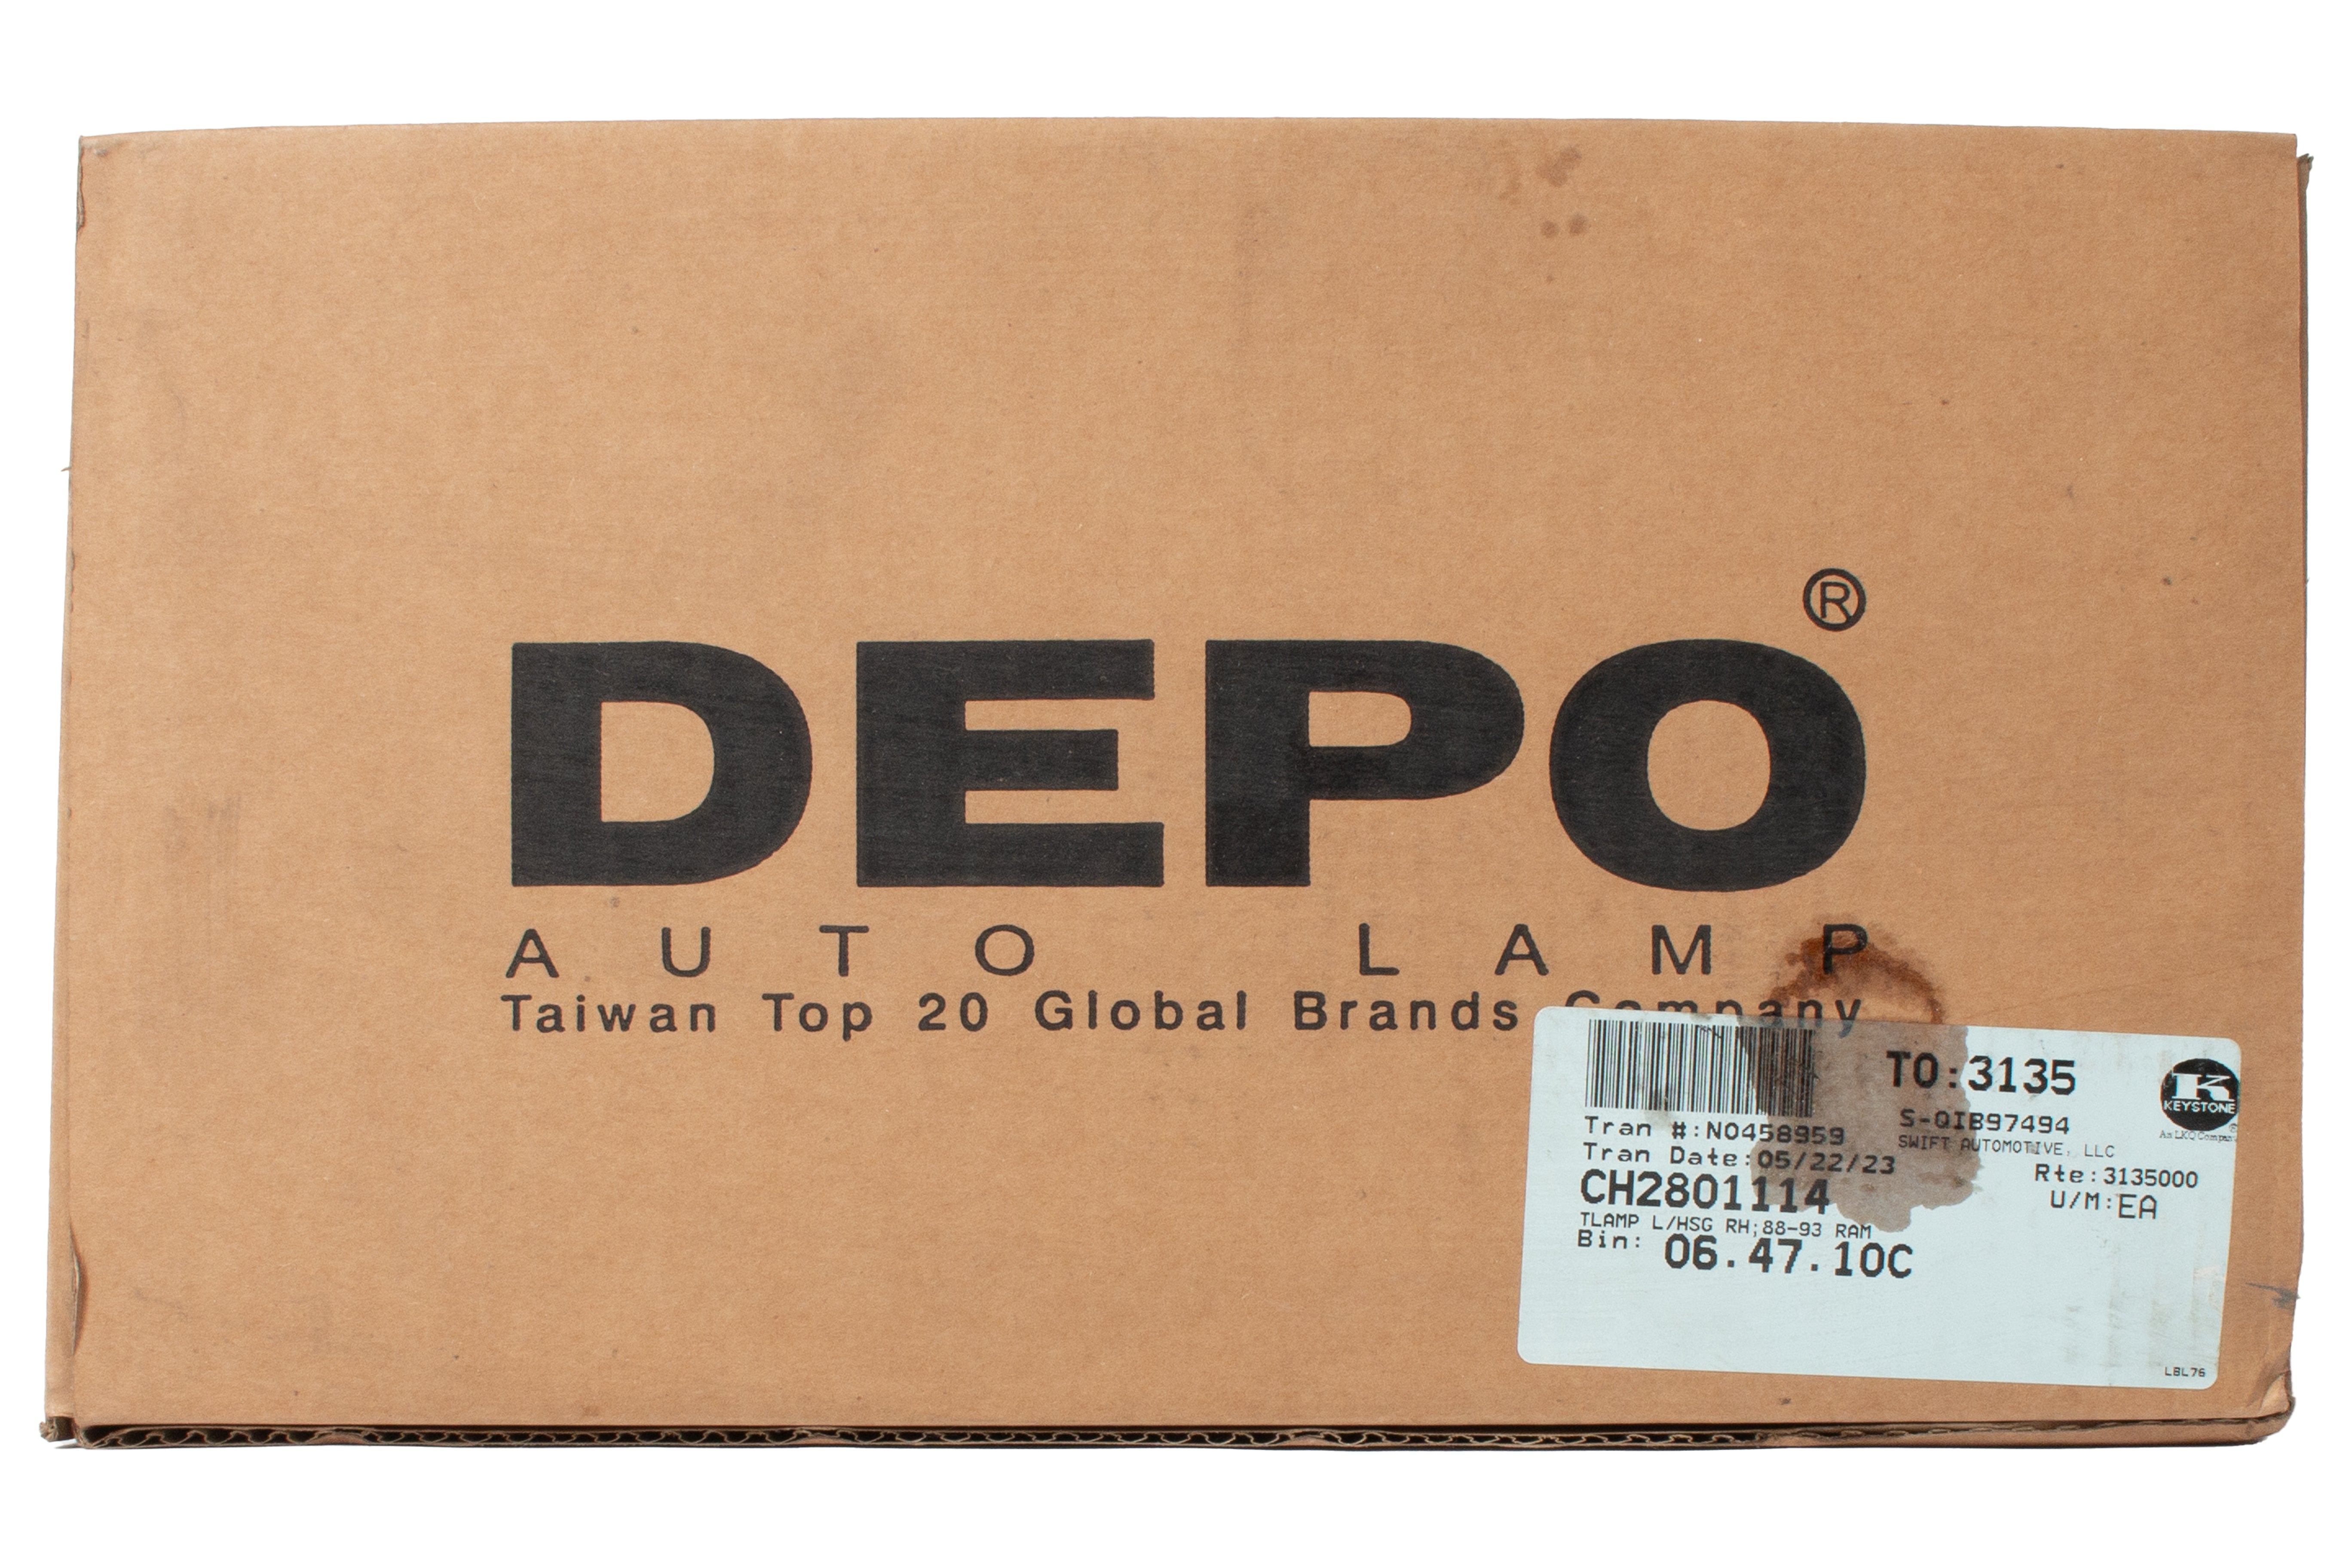 DEPO®
AUTO LAMP
Taiwan Top 20 Global Brands Company
TO:3135
S-QIB97494
SWIFT AUTOMOTIVE, LLC
KEYSTONE®
An LKQ Company
Tran #:N0458959
Tran Date:05/22/23
Rte:3135000
U/M:EA
CH2801114
TLAMP L/HSG RH;88-93 RAM
Bin: 06.47.10C
LBL76